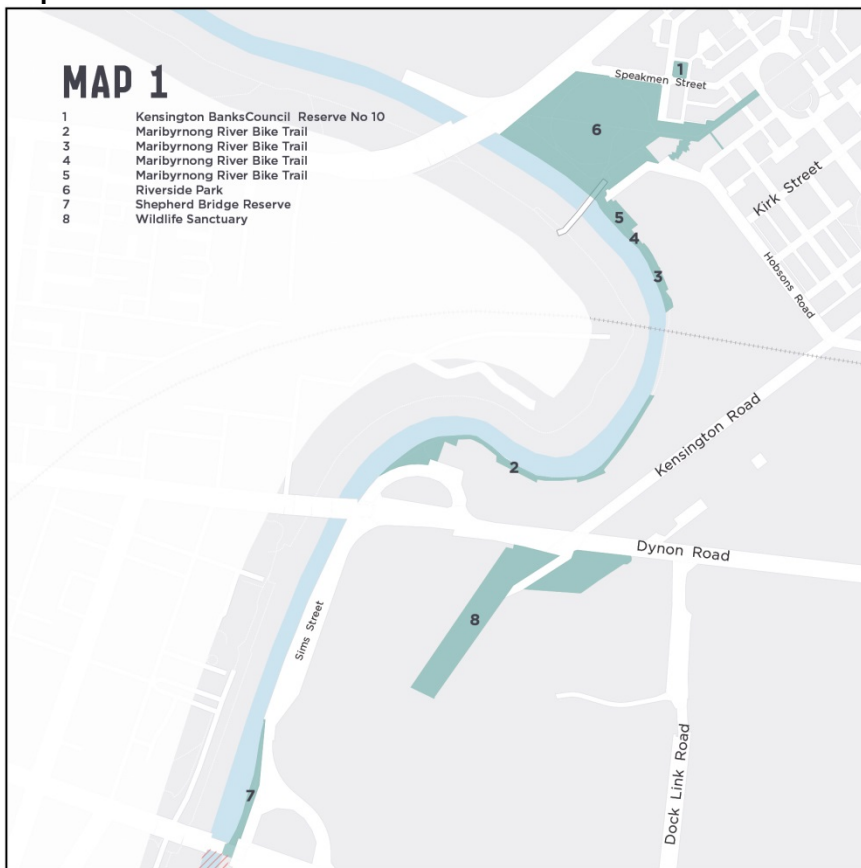 MAP 1
1 Kensington BanksCouncil Reserve No 10
2 Maribyrnong River Bike Trail
3 Maribyrnong River Bike Trail
4 Maribyrnong River Bike Trail
5 Maribyrnong River Bike Trail
6 Riverside Park
7 Shepherd Bridge Reserve
8 Wildlife Sanctuary
1
Speakmen Street
6
Kirk Street
5
4
3
Hobsons Road
Kensington Road
2
Dynon Road
8
Sims Street
7
Dock Link Road